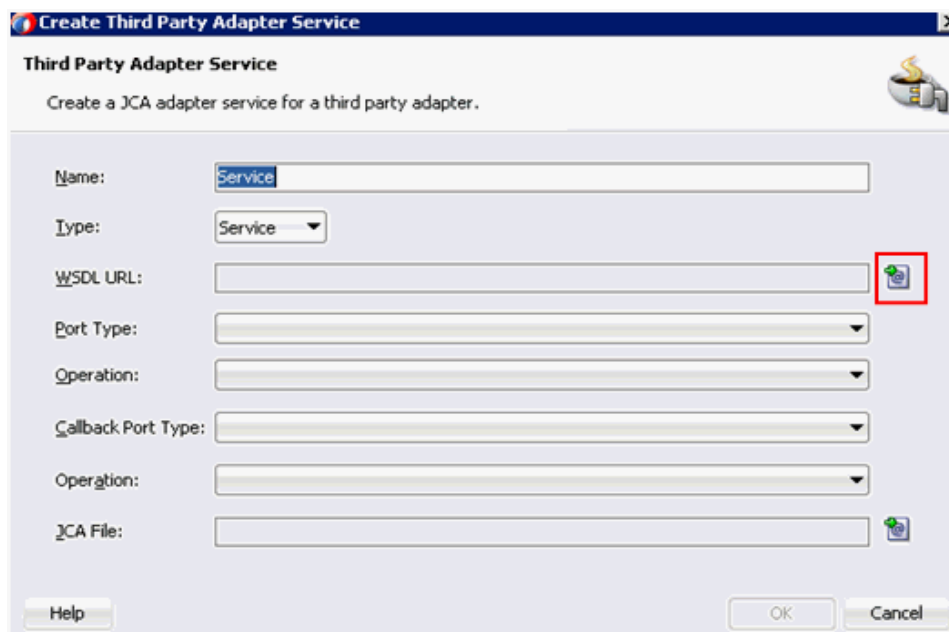 Create Third Party Adapter Service
Third Party Adapter Service
Create a JCA adapter service for a third party adapter.
Name: Service
Type: Service
WSDL URL:
Port Type:
Operation:
Callback Port Type:
Operation:
JCA File:
Help OK Cancel